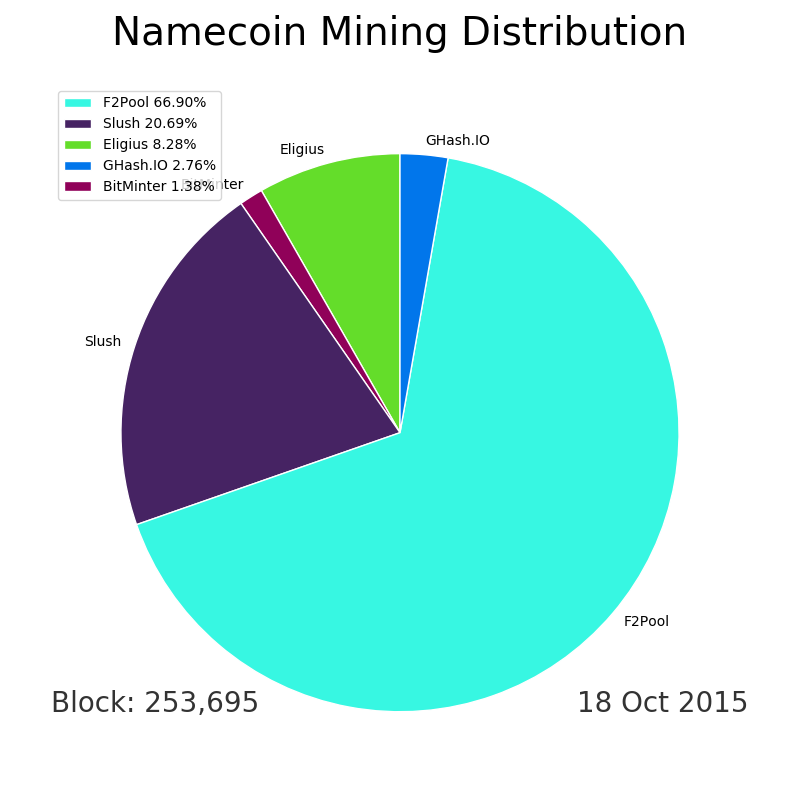 Namecoin Mining Distribution
F2Pool 66.90%
Slush 20.69%
Eligius 8.28%
GHash.IO 2.76%
BitMinter 1.38%
GHash.IO
Eligius
BitMinter
Slush
F2Pool
Block: 253,695
18 Oct 2015